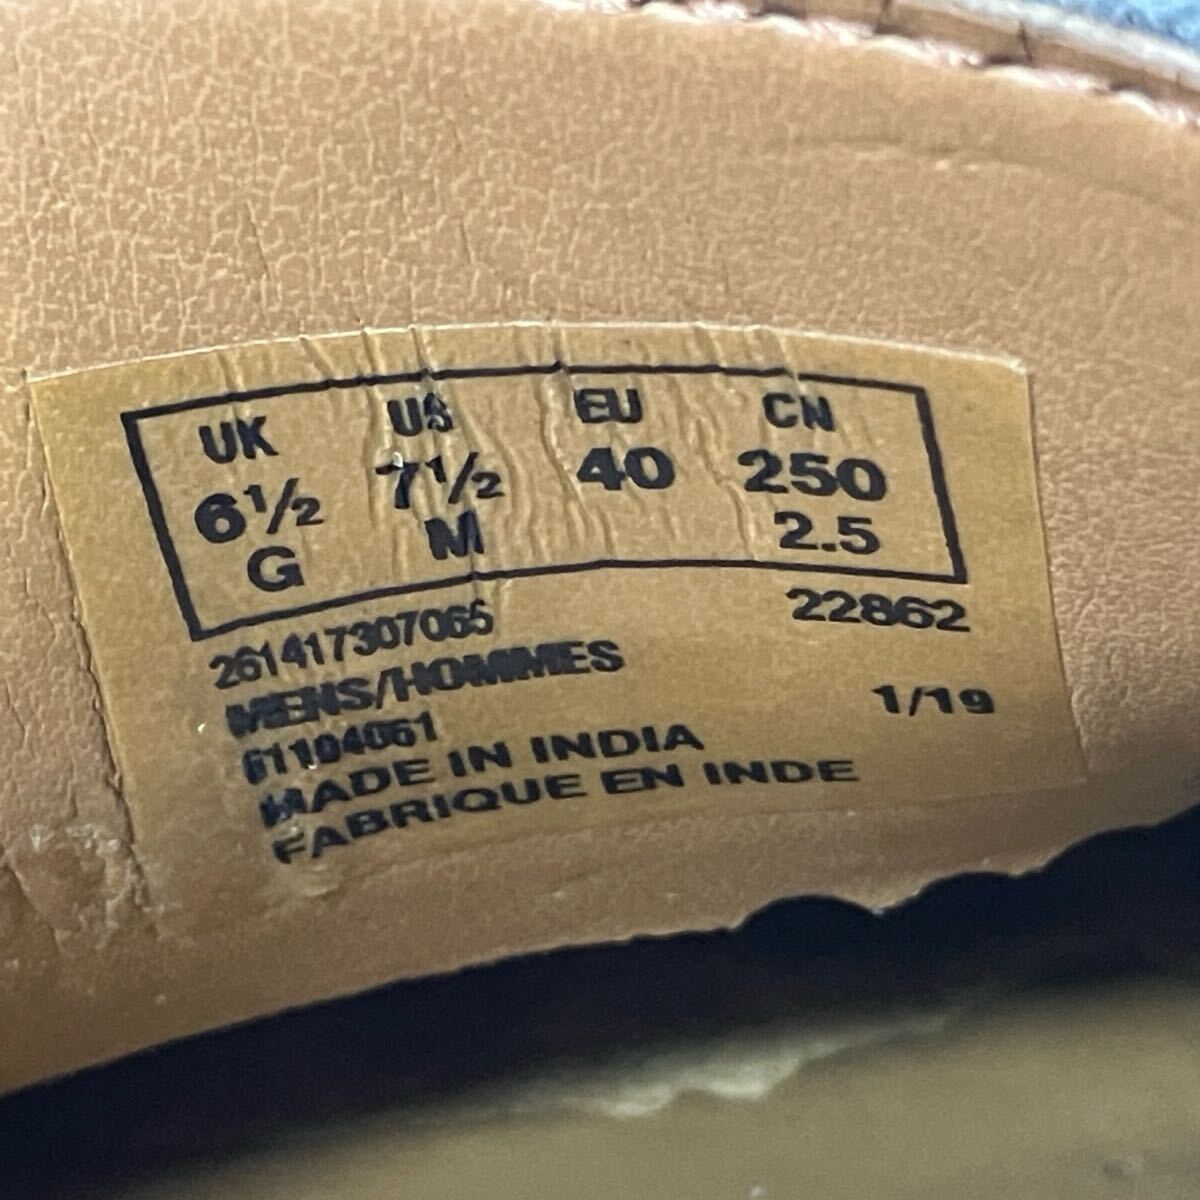 UK US EU CN
6½ 7½ 40 250
G M 2.5
261417307065 22862
MENS/HOMMES
61104061 1/19
MADE IN INDIA
FABRIQUE EN INDE